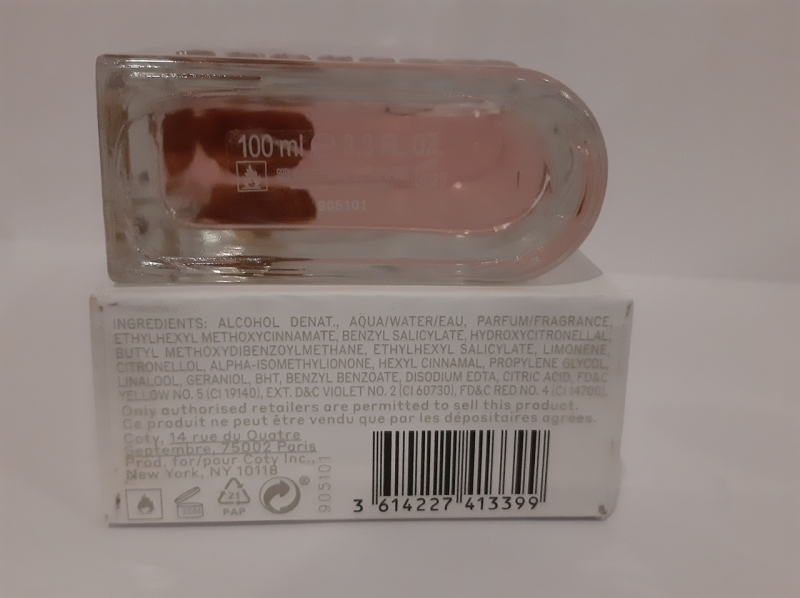 100 ml e 3.3 FL. OZ
905101
INGREDIENTS: ALCOHOL DENAT., AQUA/WATER/EAU, PARFUM/FRAGRANCE,
ETHYLHEXYL METHOXYCINNAMATE, BENZYL SALICYLATE, HYDROXYCITRONELLAL,
BUTYL METHOXYDIBENZOYLMETHANE, ETHYLHEXYL SALICYLATE, LIMONENE,
CITRONELLOL, ALPHA-ISOMETHYLIONONE, HEXYL CINNAMAL, PROPYLENE GLYCOL,
LINALOOL, GERANIOL, BHT, BENZYL BENZOATE, DISODIUM EDTA, CITRIC ACID, FD&C
YELLOW NO. 5 (CI 19140), EXT. D&C VIOLET NO. 2 (CI 60730), FD&C RED NO. 4 (CI 14700).
Only authorised retailers are permitted to sell this product.
Ce produit ne peut être vendu que par les dépositaires agréés.
Coty, 14 rue du Quatre
Septembre, 75002 Paris
Prod. for/pour Coty Inc.,
New York, NY 10118
905101
21
PAP
®
3 614227 413399